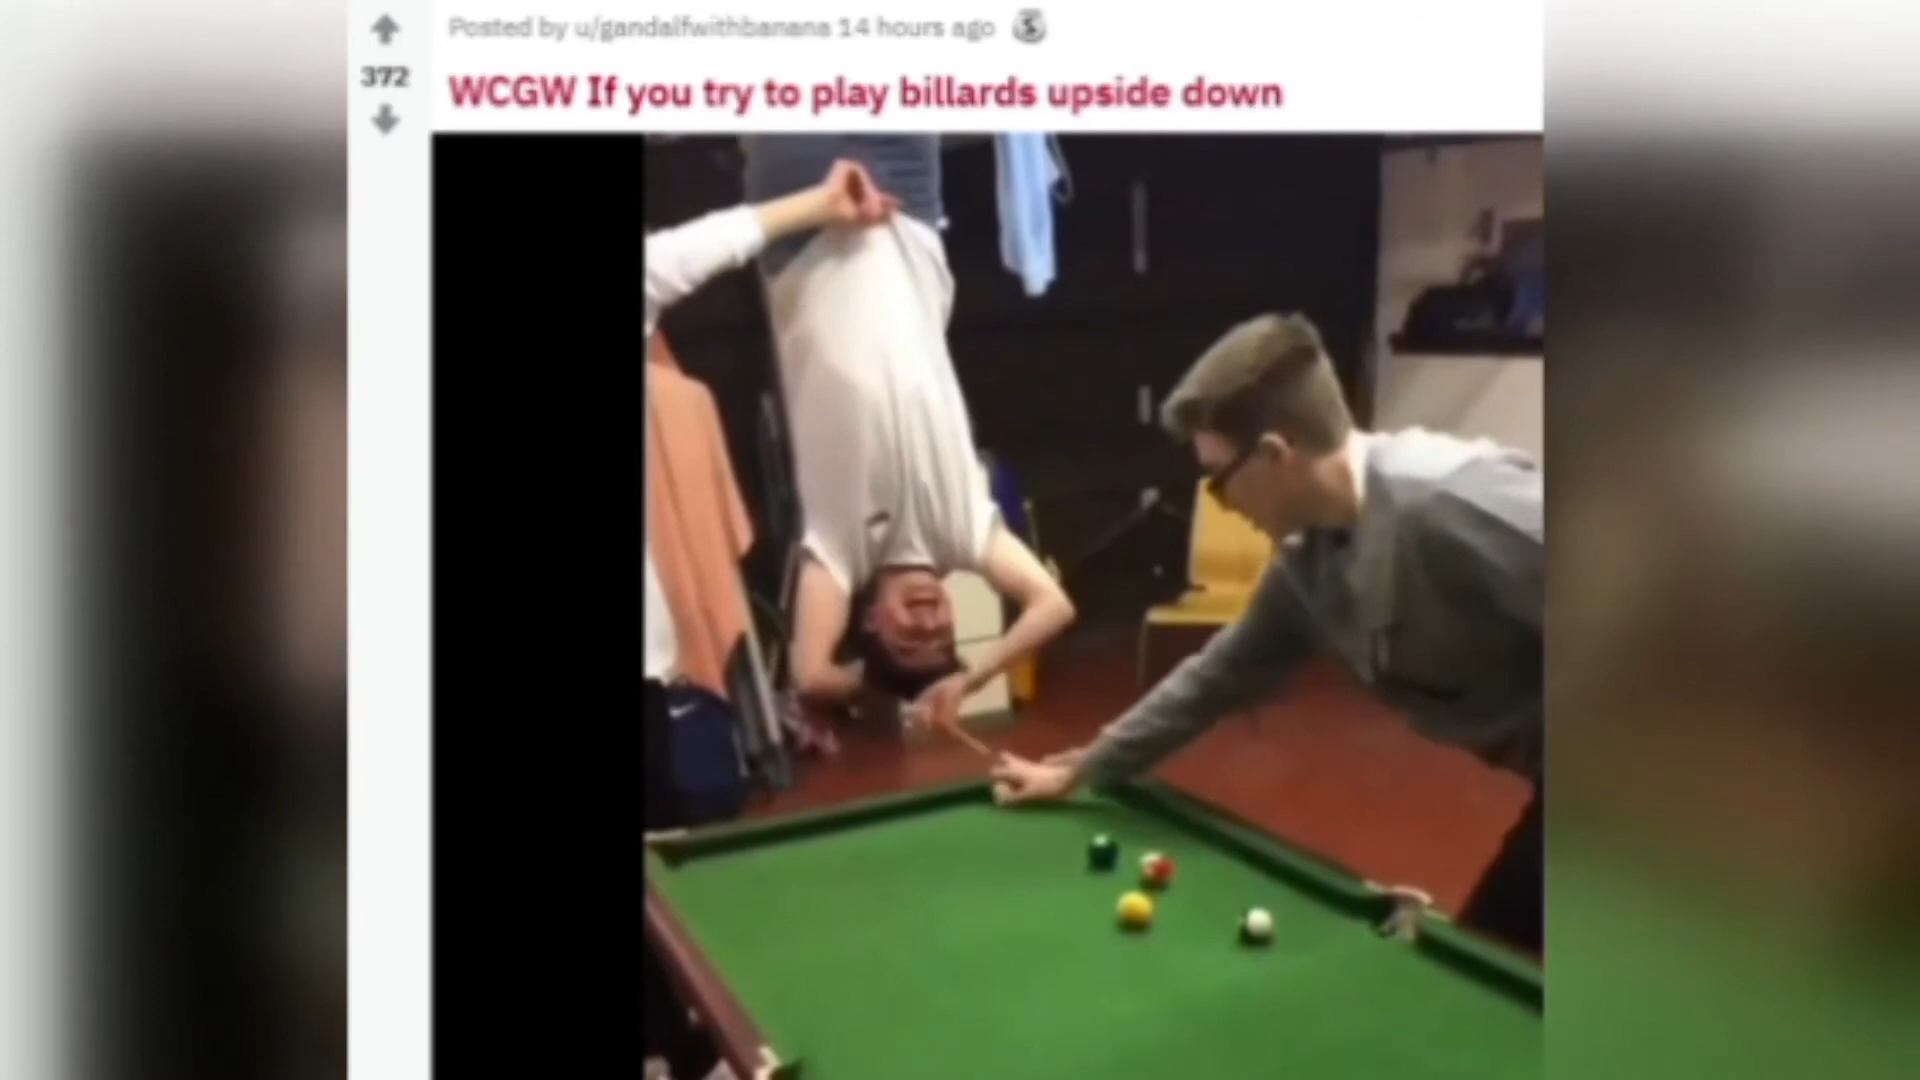 Posted by u/gandalfwithbanana 14 hours ago
372
WCGW If you try to play billards upside down